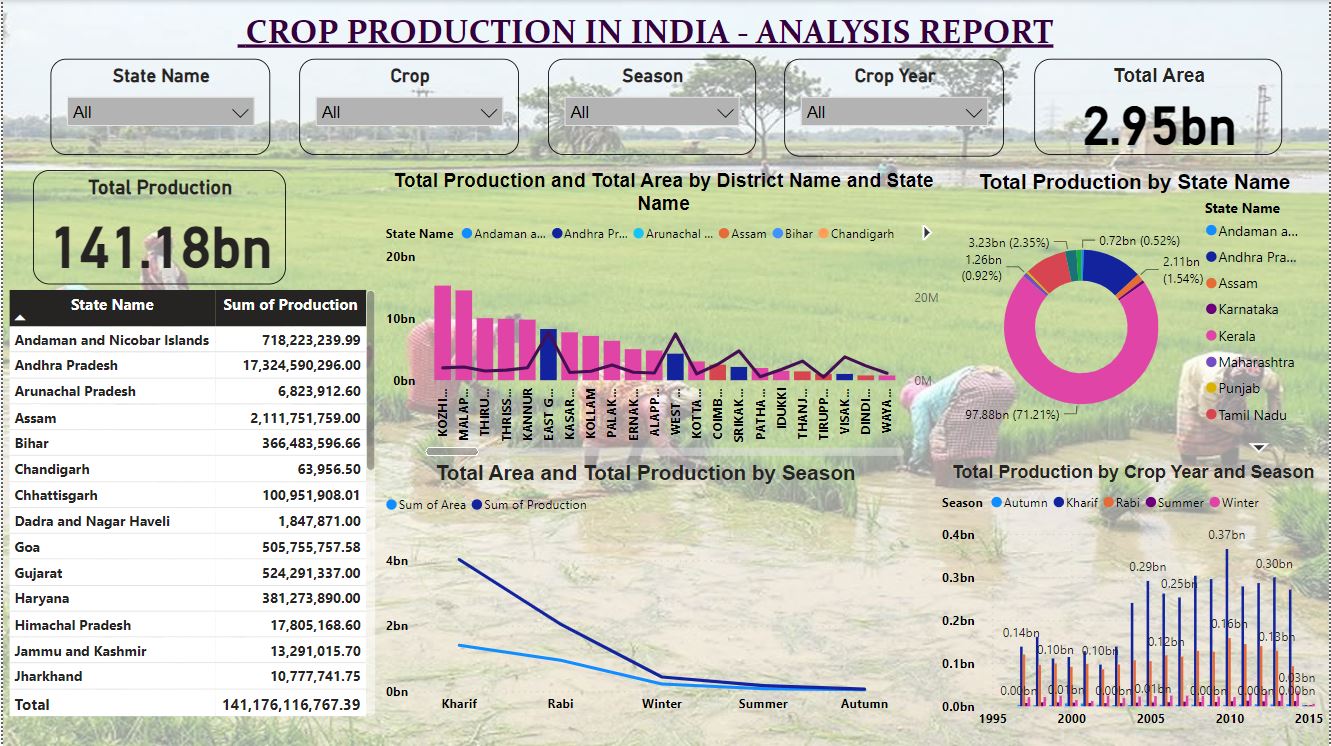 CROP PRODUCTION IN INDIA - ANALYSIS REPORT
State Name
All
Crop
All
Season
All
Crop Year
All
Total Area
2.95bn
Total Production
141.18bn
State Name Sum of Production
Andaman and Nicobar Islands 718,223,239.99
Andhra Pradesh 17,324,590,296.00
Arunachal Pradesh 6,823,912.60
Assam 2,111,751,759.00
Bihar 366,483,596.66
Chandigarh 63,956.50
Chhattisgarh 100,951,908.01
Dadra and Nagar Haveli 1,847,871.00
Goa 505,755,757.58
Gujarat 524,291,337.00
Haryana 381,273,890.00
Himachal Pradesh 17,805,168.60
Jammu and Kashmir 13,291,015.70
Jharkhand 10,777,741.75
Total 141,176,116,767.39
Total Production and Total Area by District Name and State
Name
State Name Andaman a... Andhra Pr... Arunachal ... Assam Bihar Chandigarh
20bn
10bn
0bn
20M
0M
KOZHI...
MALAP...
THIRU...
THRISS...
KANNUR
EAST G...
KASAR...
KOLLAM
PALAK...
ERNAK...
ALAPP...
WEST ...
KOTTA...
COIMB...
SRIKAK...
PATHA...
IDUKKI
THANJ...
TIRUPP...
VISAK...
DINDI...
WAYA...
Total Production by State Name
State Name
Andaman a...
Andhra Pra...
Assam
Karnataka
Kerala
Maharashtra
Punjab
Tamil Nadu
3.23bn (2.35%)
0.72bn (0.52%)
1.26bn
(0.92%)
2.11bn
(1.54%)
97.88bn (71.21%)
Total Area and Total Production by Season
Sum of Area Sum of Production
4bn
2bn
0bn
Kharif Rabi Winter Summer Autumn
Total Production by Crop Year and Season
Season Autumn Kharif Rabi Summer Winter
0.4bn
0.3bn
0.2bn
0.1bn
0.0bn
0.37bn
0.29bn
0.30bn
0.25bn
0.16bn
0.14bn
0.12bn
0.13bn
0.10bn
0.10bn
0.03bn
0.00bn
0.01bn
0.00bn
0.01bn
0.00bn
0.00bn
0.00bn
1995 2000 2005 2010 2015